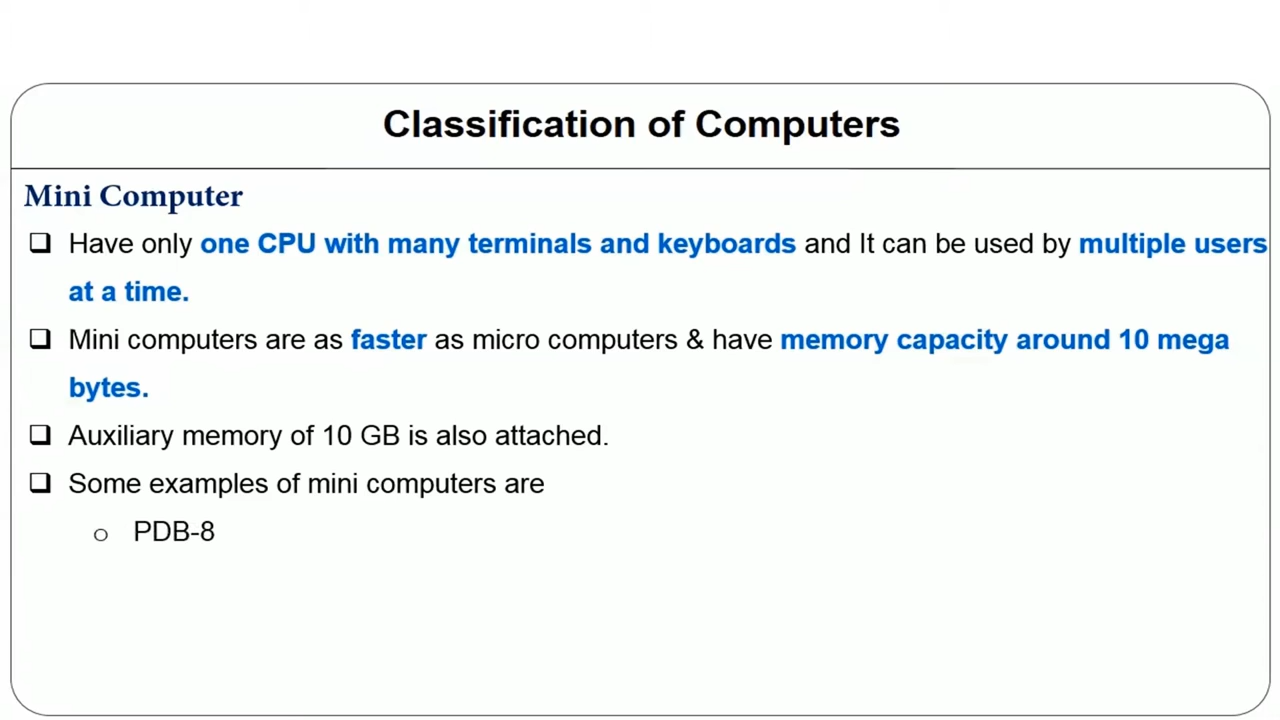 Classification of Computers
Mini Computer
Have only one CPU with many terminals and keyboards and It can be used by multiple users
at a time.
Mini computers are as faster as micro computers & have memory capacity around 10 mega
bytes.
Auxiliary memory of 10 GB is also attached.
Some examples of mini computers are
PDB-8